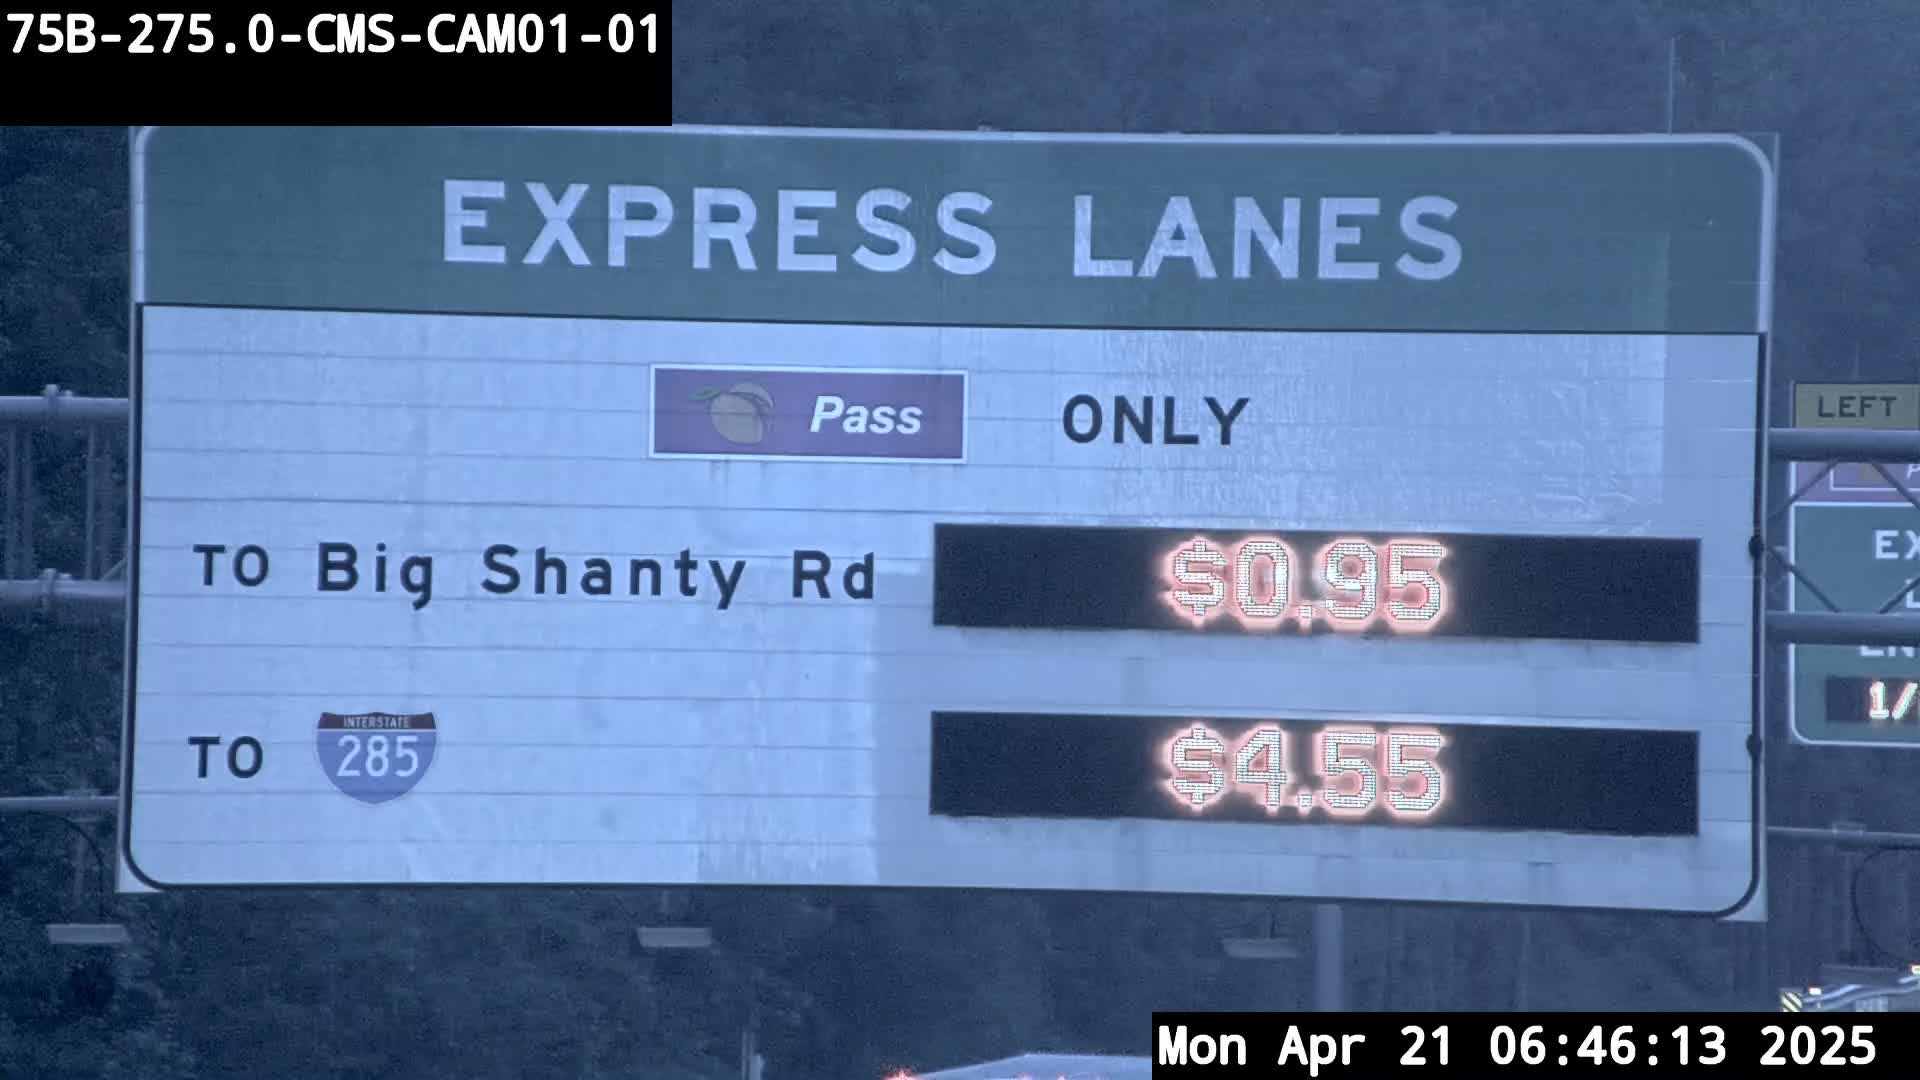 75B-275.0-CMS-CAM01-01
EXPRESS LANES
Pass ONLY
TO Big Shanty Rd $0.95
TO INTERSTATE 285 $4.55
LEFT
1/
Mon Apr 21 06:46:13 2025